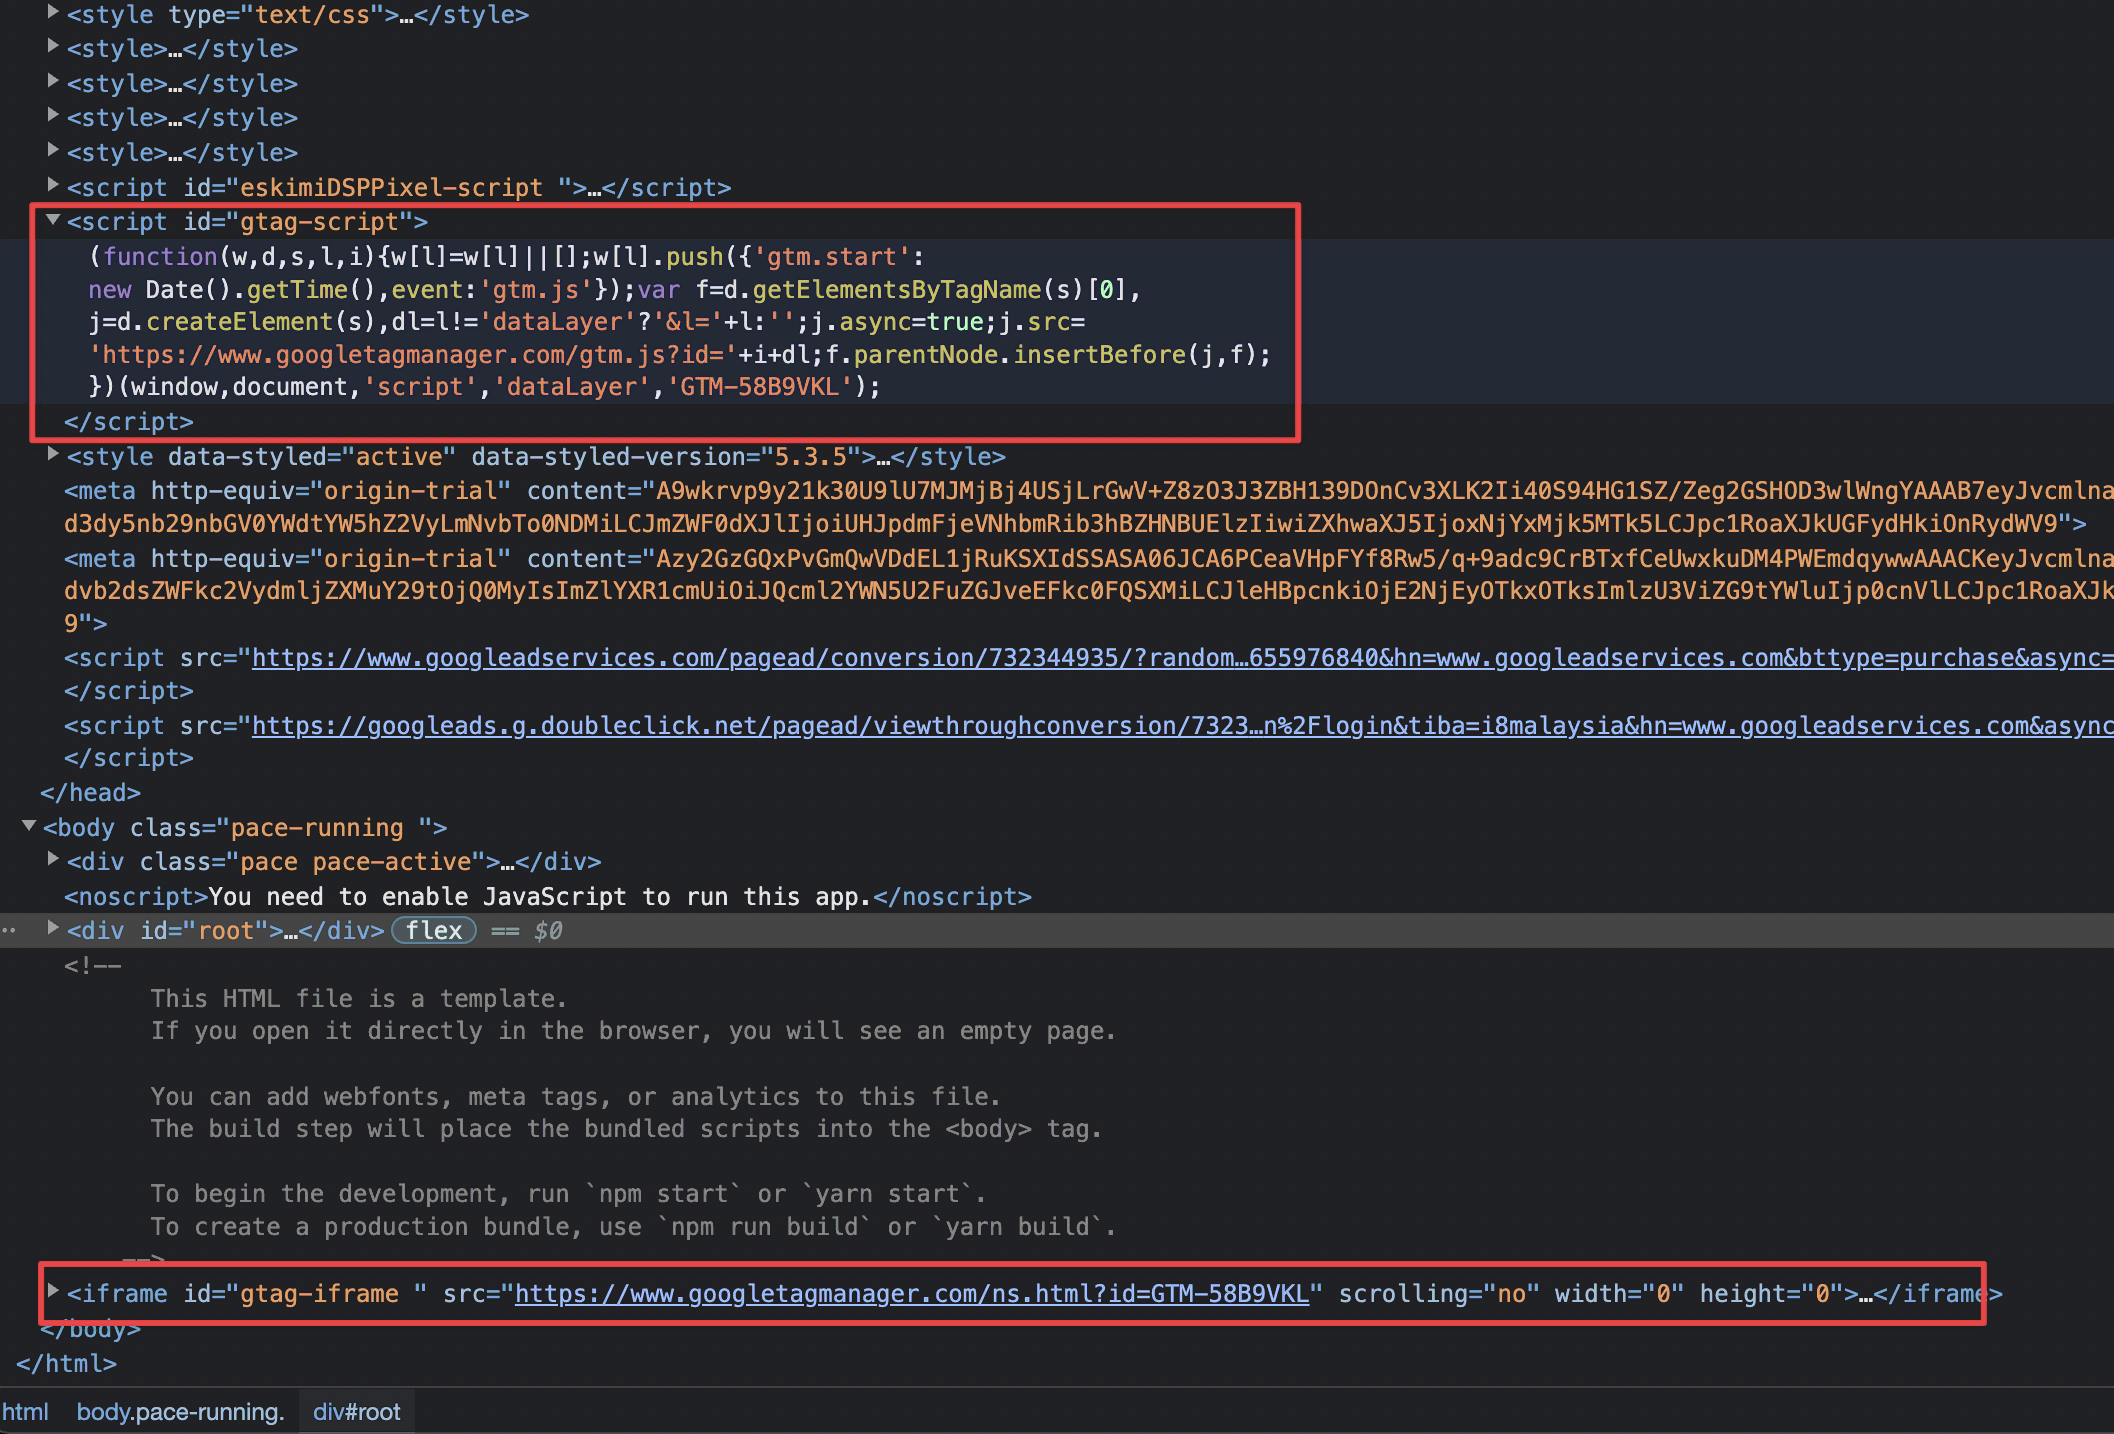 <style type="text/css">…</style>
<style>…</style>
<style>…</style>
<style>…</style>
<style>…</style>
<script id="eskimiDSPPixel-script ">…</script>
<script id="gtag-script">
(function(w,d,s,l,i){w[l]=w[l]||[];w[l].push({'gtm.start':
new Date().getTime(),event:'gtm.js'});var f=d.getElementsByTagName(s)[0],
j=d.createElement(s),dl=l!='dataLayer'?'&l='+l:'';j.async=true;j.src=
'https://www.googletagmanager.com/gtm.js?id='+i+dl;f.parentNode.insertBefore(j,f);
})(window,document,'script','dataLayer','GTM-58B9VKL');
</script>
<style data-styled="active" data-styled-version="5.3.5">…</style>
<meta http-equiv="origin-trial" content="A9wkrvp9y21k30U9lU7MJMjBj4USjLrGwV+Z8zO3J3ZBH139DOnCv3XLK2Ii40S94HG1SZ/Zeg2GSHOD3wlWngYAAAB7eyJvcmlna
d3dy5nb29nbGV0YWdtYW5hZ2VyLmNvbTo0NDMiLCJmZWF0dXJlIjoiUHJpdmFjeVNhbmRib3hBZHNBUElzIiwiZXhwaXJ5IjoxNjYxMjk5MTk5LCJpc1RoaXJkUGFydHkiOnRydWV9">
<meta http-equiv="origin-trial" content="Azy2GzGQxPvGmQwVDdEL1jRuKSXIdSSASA06JCA6PCeaVHpFYf8Rw5/q+9adc9CrBTxfCeUwxkuDM4PWEmdqywwAAACKeyJvcmlna
dvb2dsZWFkc2VydmljZXMuY29tOjQ0MyIsImZlYXR1cmUiOiJQcml2YWN5U2FuZGJveEFkc0FQSXMiLCJleHBpcnkiOjE2NjEyOTkxOTksImlzU3ViZG9tYWluIjp0cnVlLCJpc1RoaXJk
9">
<script src="https://www.googleadservices.com/pagead/conversion/732344935/?random…655976840&hn=www.googleadservices.com&bttype=purchase&async=
</script>
<script src="https://googleads.g.doubleclick.net/pagead/viewthroughconversion/7323…n%2Flogin&tiba=i8malaysia&hn=www.googleadservices.com&async
</script>
</head>
<body class="pace-running ">
<div class="pace pace-active">…</div>
<noscript>You need to enable JavaScript to run this app.</noscript>
<div id="root">…</div> flex == $0
<!--
This HTML file is a template.
If you open it directly in the browser, you will see an empty page.
You can add webfonts, meta tags, or analytics to this file.
The build step will place the bundled scripts into the <body> tag.
To begin the development, run `npm start` or `yarn start`.
To create a production bundle, use `npm run build` or `yarn build`.
-->
<iframe id="gtag-iframe " src="https://www.googletagmanager.com/ns.html?id=GTM-58B9VKL" scrolling="no" width="0" height="0">…</iframe>
</body>
</html>
html body.pace-running. div#root